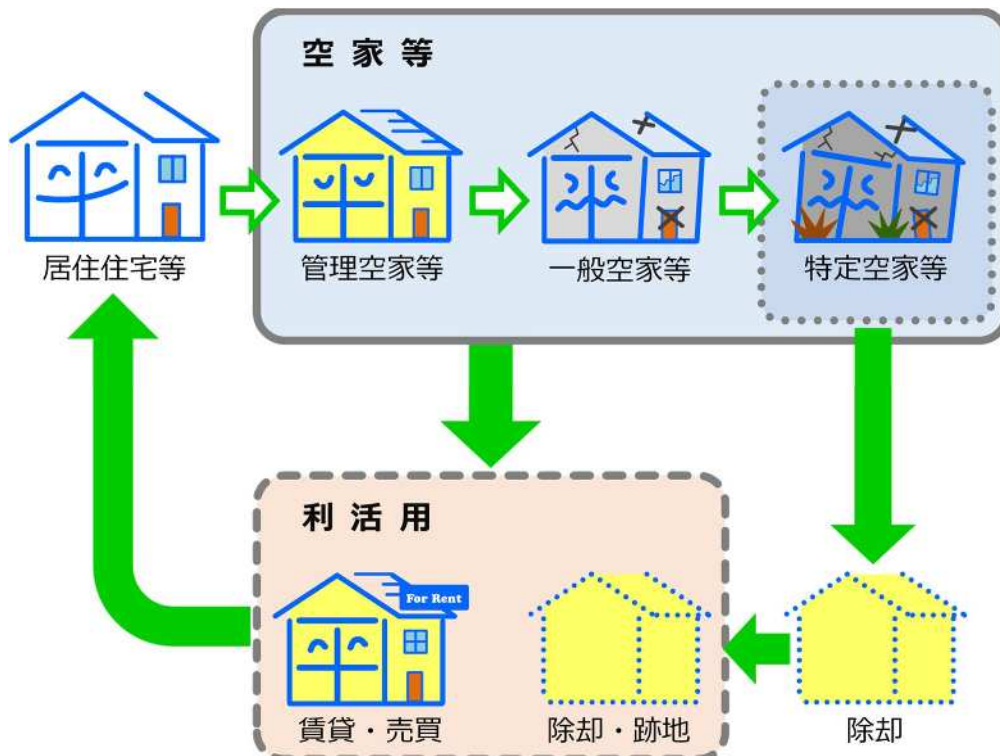 空家等
居住住宅等
管理空家等
一般空家等
特定空家等
利活用
For Rent
賃貸・売買
除却・跡地
除却